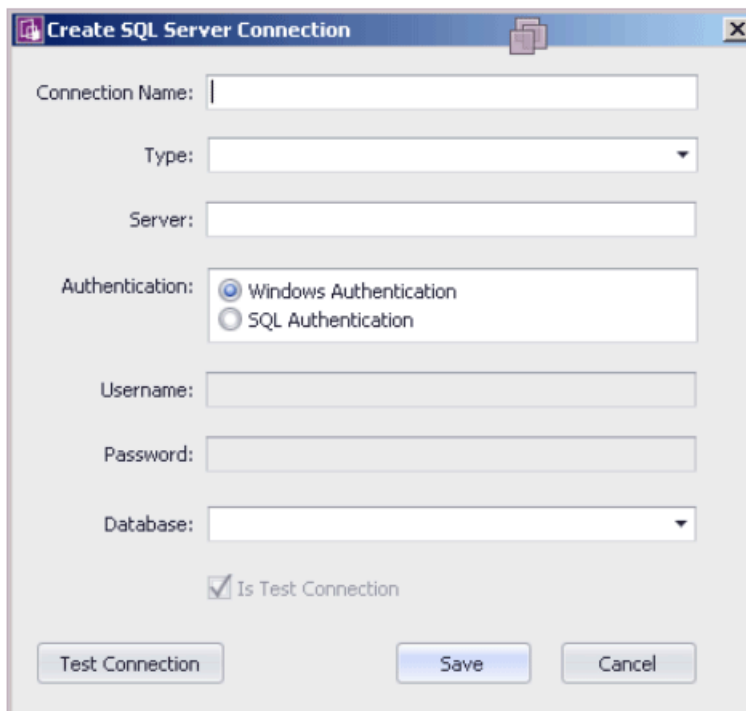 Create SQL Server Connection
Connection Name:
Type:
Server:
Authentication:
Windows Authentication
SQL Authentication
Username:
Password:
Database:
Is Test Connection
Test Connection Save Cancel